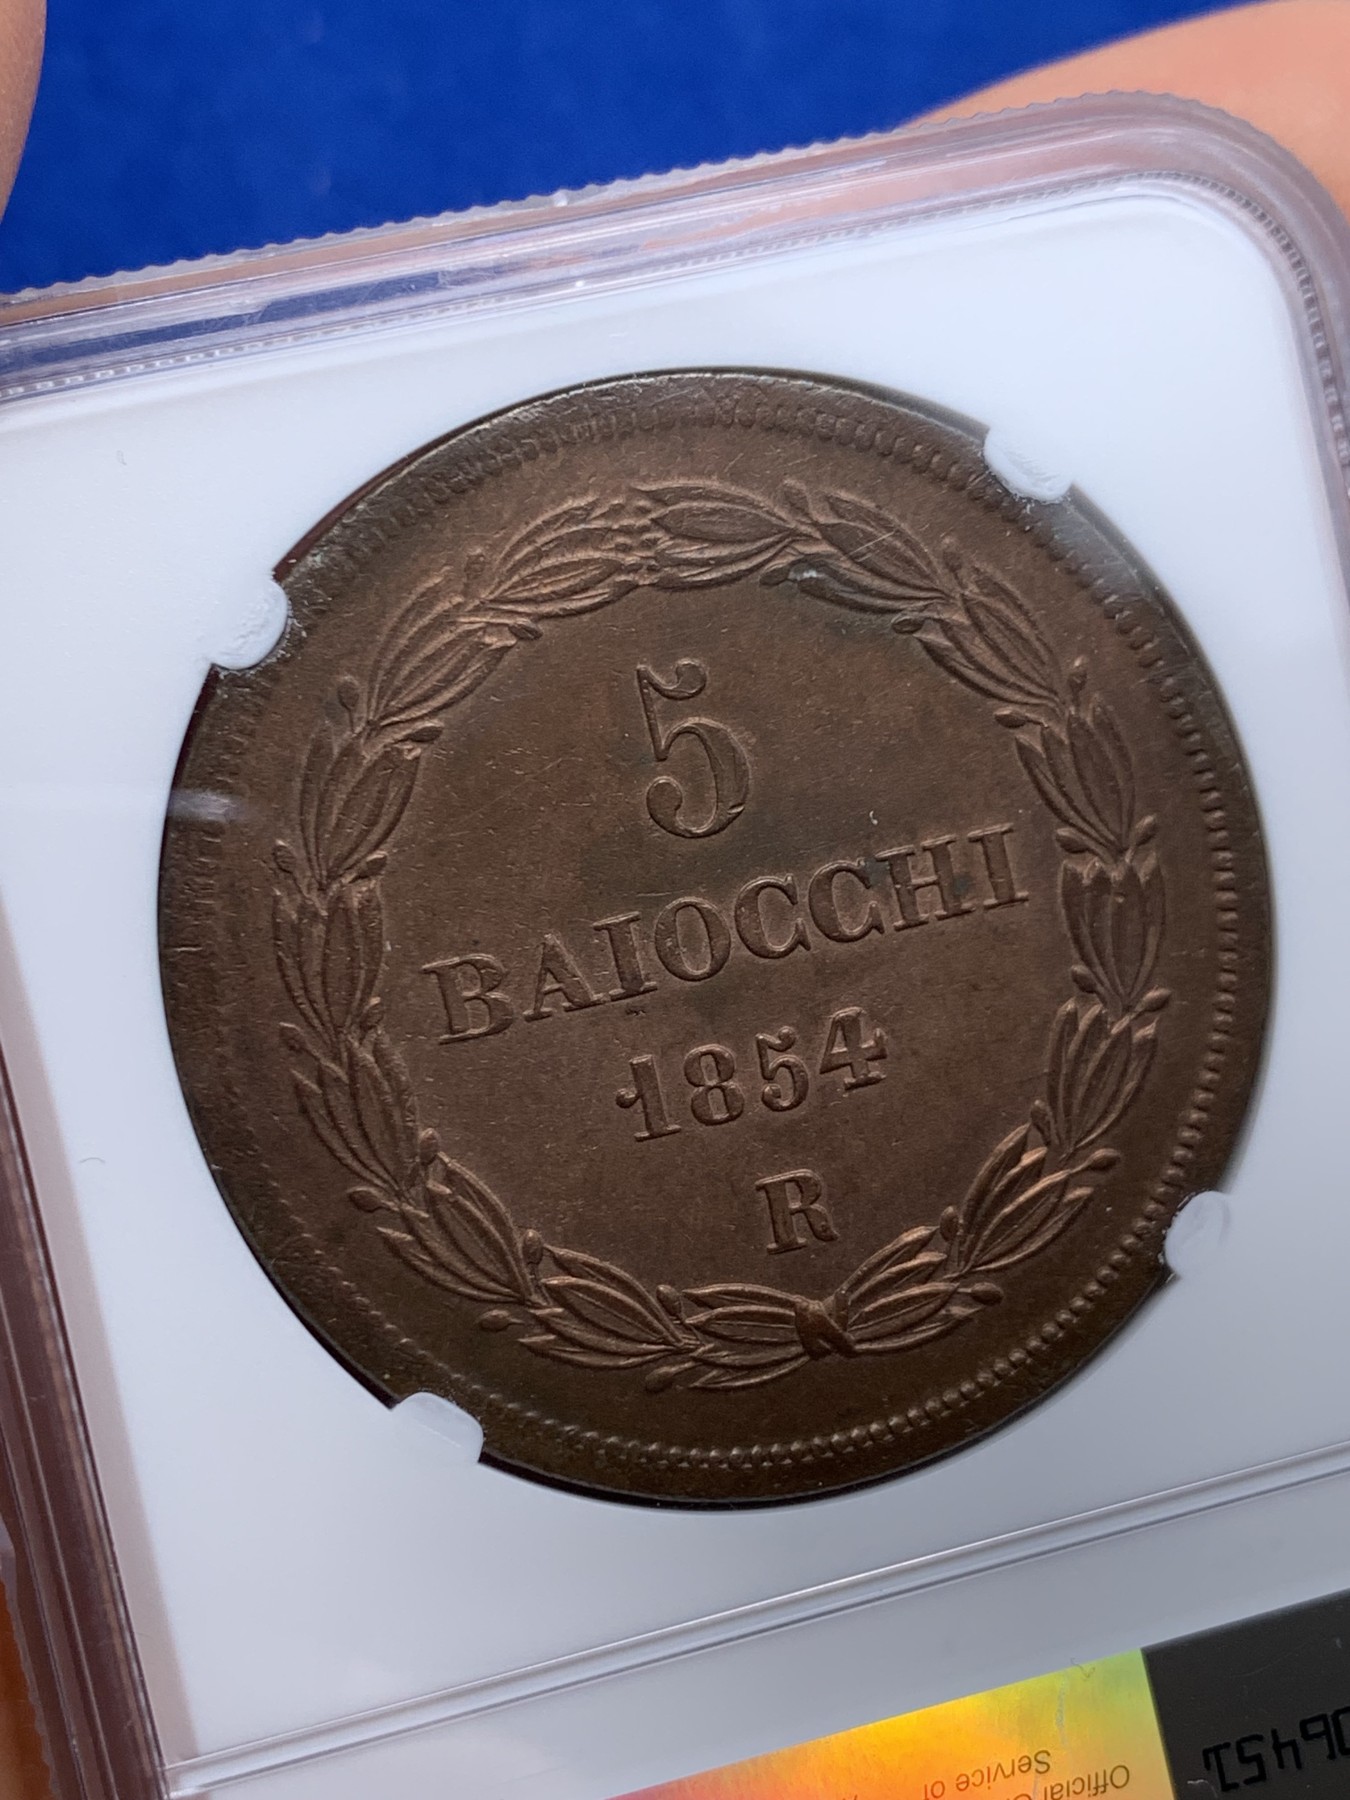 5
BAIOCCHI
1854
R
Official
Service of